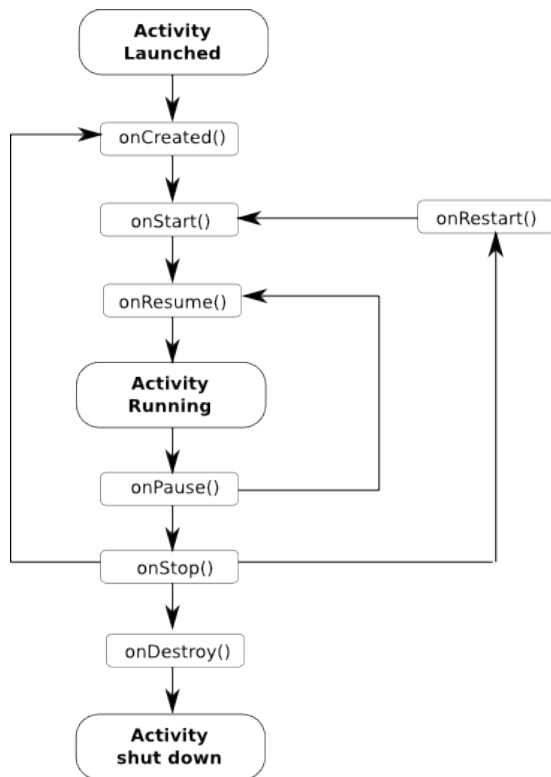 Activity
Launched
onCreated()
onStart()
onRestart()
onResume()
Activity
Running
onPause()
onStop()
onDestroy()
Activity
shut down